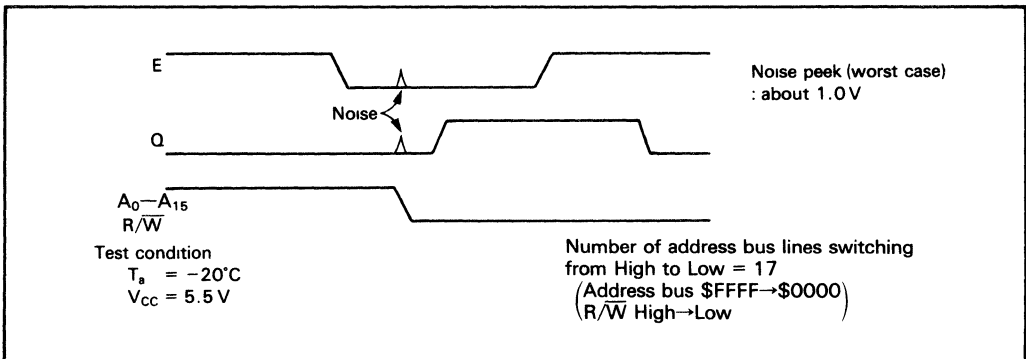 E
Noise peek (worst case)
: about 1.0 V
Noise
Q
A₀—A₁₅
R/W̅
Test condition
Tₐ = −20°C
V_CC = 5.5 V
Number of address bus lines switching
from High to Low = 17
(Address bus $FFFF→$0000)
(R/W̅ High→Low)